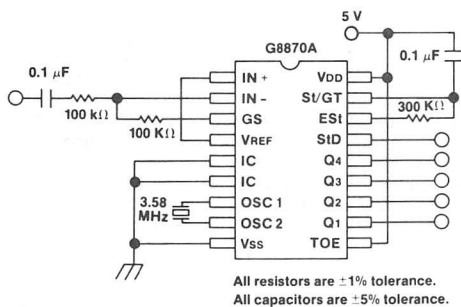 5 V
G8870A
0.1 μF
0.1 μF
IN +
VDD
IN -
St/GT
100 kΩ
GS
ESt
300 KΩ
100 KΩ
VREF
StD
IC
Q4
IC
Q3
3.58
MHz
OSC 1
Q2
OSC 2
Q1
VSS
TOE
All resistors are ±1% tolerance.
All capacitors are ±5% tolerance.